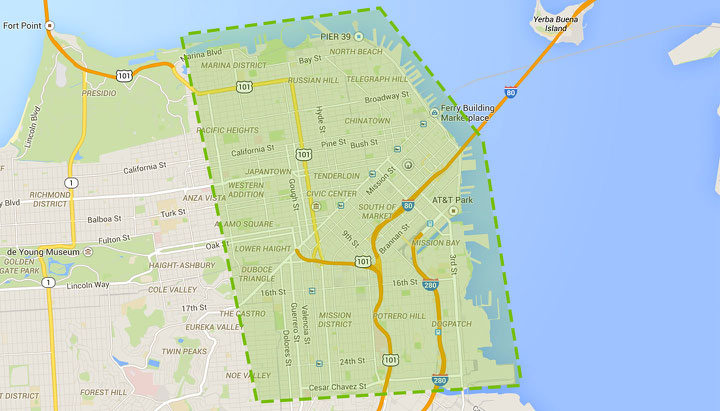 Fort Point
PIER 39
Yerba Buena
Island
NORTH BEACH
Marina Blvd
MARINA DISTRICT
Bay St
101
RUSSIAN HILL
TELEGRAPH HILL
101
PRESIDIO
80
Lincoln Blvd
Hyde St
Broadway St
Ferry Building
Marketplace
CHINATOWN
PACIFIC HEIGHTS
Pine St
Bush St
California St
California St
101
JAPANTOWN
TENDERLOIN
Mission St
1
WESTERN
ADDITION
Gough St
CIVIC CENTER
RICHMOND
DISTRICT
ANZA VISTA
AT&T Park
80
Turk St
SOUTH OF
MARKET
Balboa St
ALAMO SQUARE
Brannan St
Fulton St
9th St
MISSION BAY
Oak St
de Young Museum
LOWER HEIGHT
GOLDEN
GATE PARK
HAIGHT-ASHBURY
101
3rd St
DUBOCE
TRIANGLE
1
Lincoln Way
COLE VALLEY
16th St
280
16th St
17th St
THE CASTRO
Valencia St
Guerrero St
Dolores St
MISSION
DISTRICT
POTRERO HILL
DOGPATCH
EUREKA VALLEY
TWIN PEAKS
24th St
101
NOE VALLEY
280
FOREST HILL
Cesar Chavez St